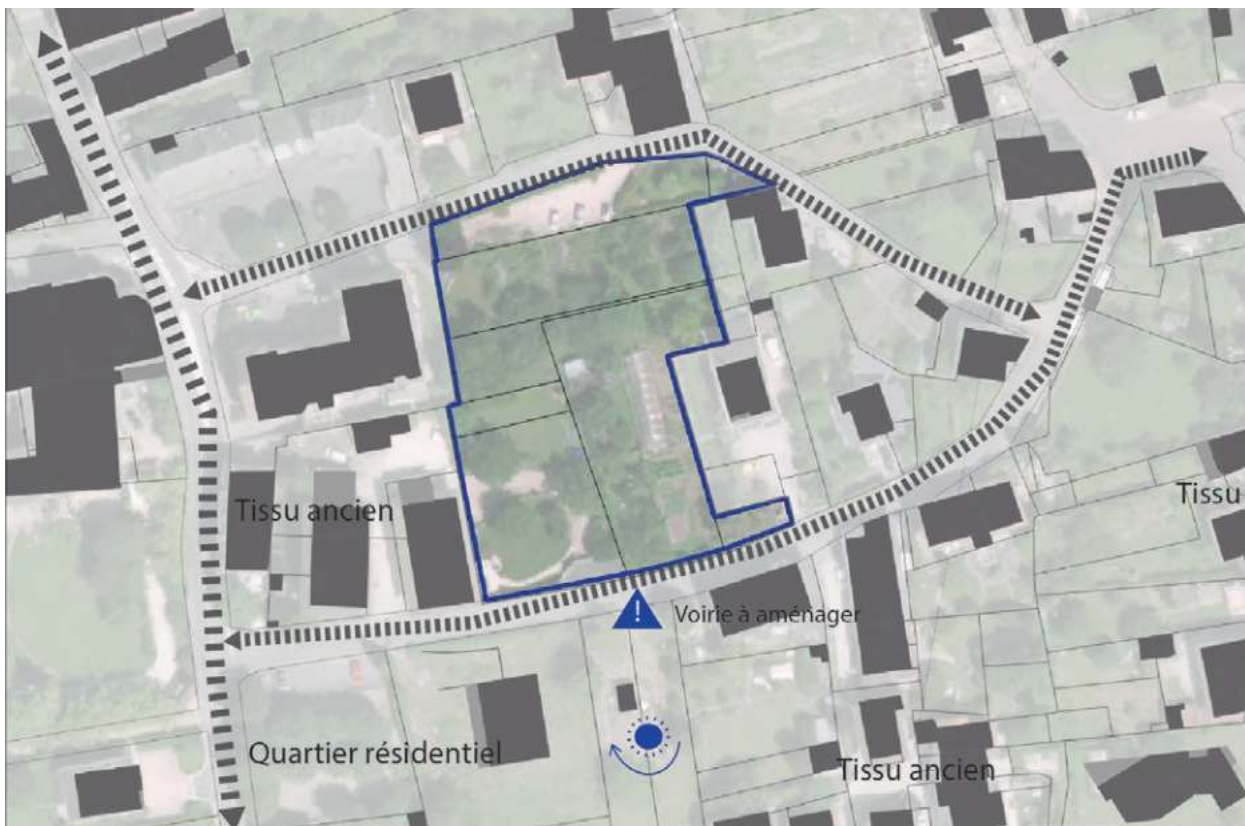 Tissu ancien
Tissu
Voirie à aménager
Quartier résidentiel
Tissu ancien